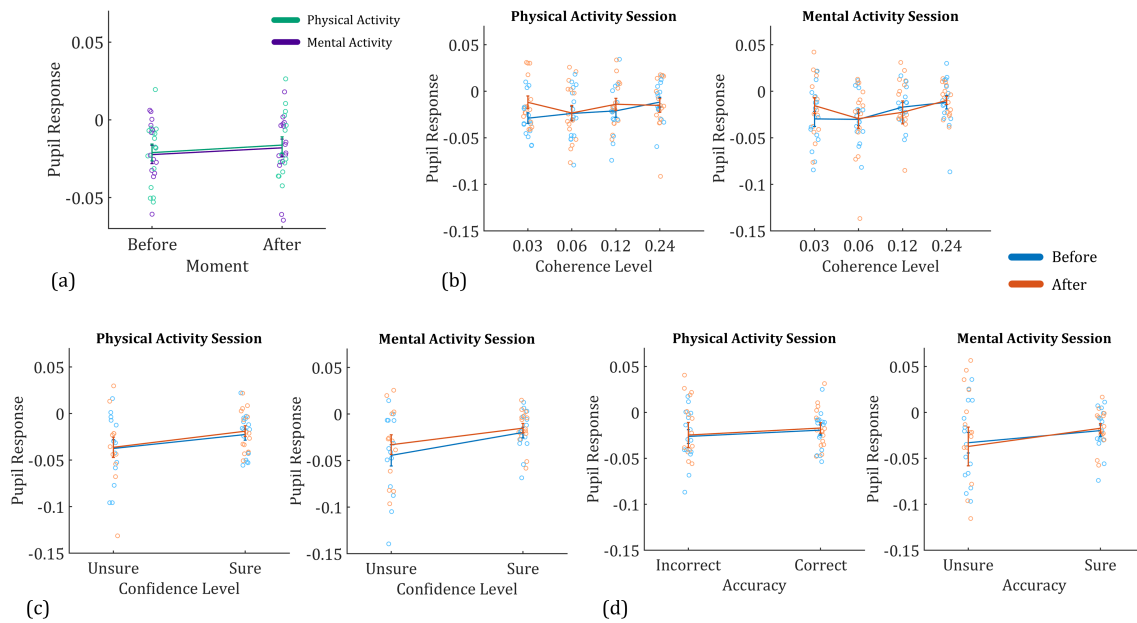 Physical Activity
Mental Activity
Pupil Response
0.05
0
-0.05
Before
After
Moment
(a)
Physical Activity Session
Pupil Response
0.05
0
-0.05
-0.1
-0.15
0.03 0.06 0.12 0.24
Coherence Level
(b)
Mental Activity Session
Pupil Response
0.05
0
-0.05
-0.1
-0.15
0.03 0.06 0.12 0.24
Coherence Level
Before
After
Physical Activity Session
Pupil Response
0.05
0
-0.05
-0.1
-0.15
Unsure Sure
Confidence Level
(c)
Mental Activity Session
Pupil Response
0.05
0
-0.05
-0.1
-0.15
Unsure Sure
Confidence Level
Physical Activity Session
Pupil Response
0.05
0
-0.05
-0.1
-0.15
Incorrect Correct
Accuracy
(d)
Mental Activity Session
Pupil Response
0.05
0
-0.05
-0.1
-0.15
Unsure Sure
Accuracy